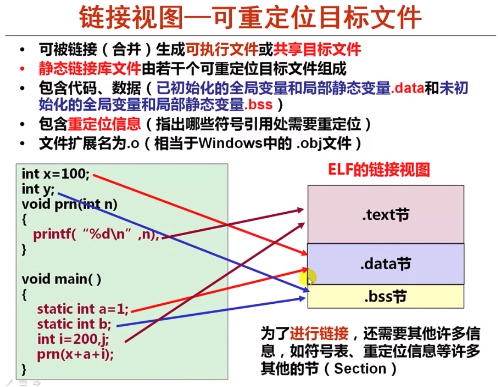 链接视图—可重定位目标文件
• 可被链接（合并）生成可执行文件或共享目标文件
• 静态链接库文件由若干个可重定位目标文件组成
• 包含代码、数据（已初始化的全局变量和局部静态变量.data和未初
始化的全局变量和局部静态变量.bss）
• 包含重定位信息（指出哪些符号引用处需要重定位）
• 文件扩展名为.o（相当于Windows中的 .obj文件）
int x=100;
int y;
void prn(int n)
{
printf(“%d\n”,n);
}
void main( )
{
static int a=1;
static int b;
int i=200,j;
prn(x+a+i);
}
ELF的链接视图
.text节
.data节
.bss节
为了进行链接，还需要其他许多信
息，如符号表、重定位信息等许多
其他的节（Section）